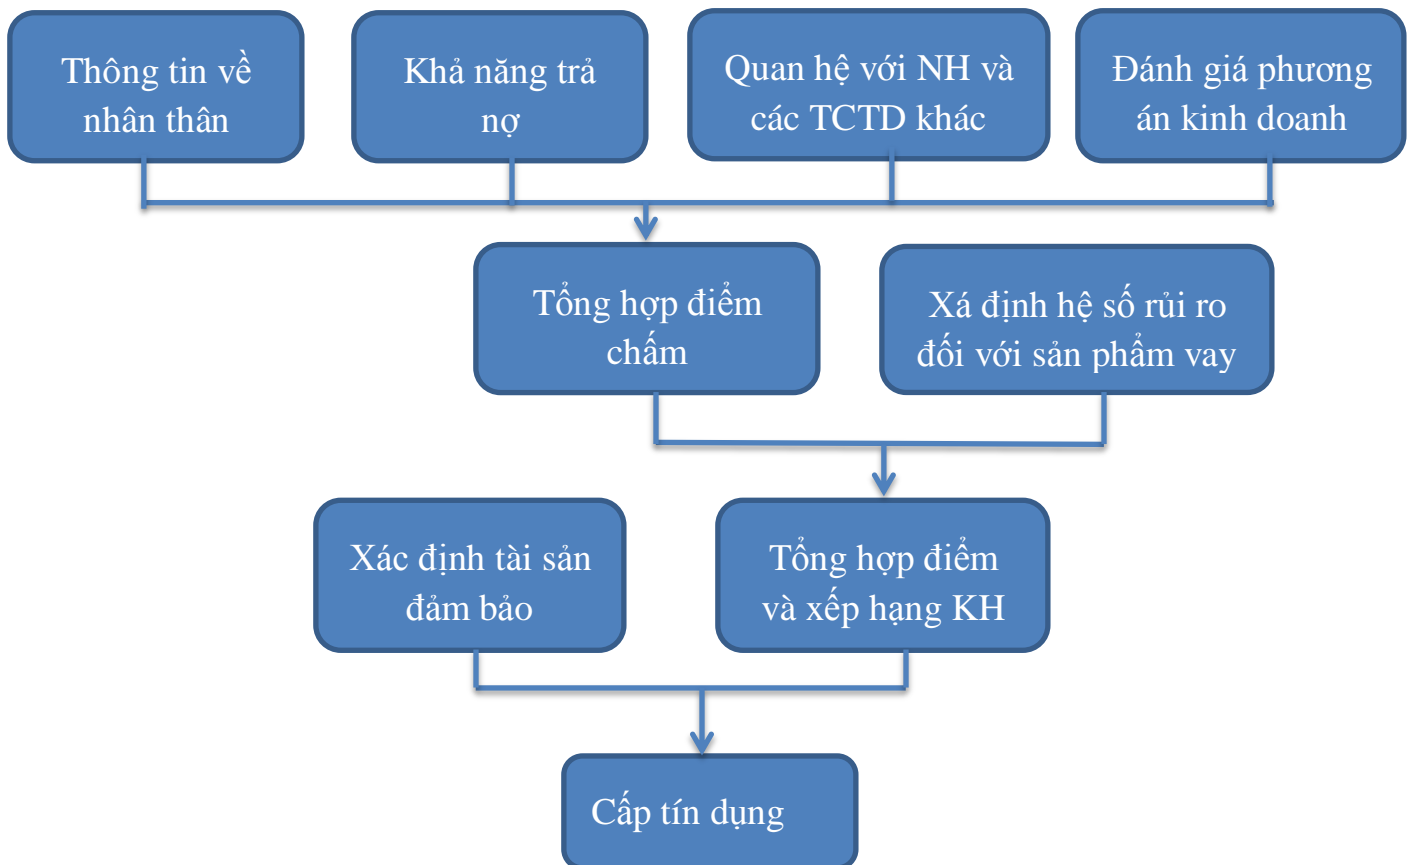 Thông tin về
nhân thân
Khả năng trả
nợ
Quan hệ với NH và
các TCTD khác
Đánh giá phương
án kinh doanh
Tổng hợp điểm
chấm
Xá định hệ số rủi ro
đối với sản phẩm vay
Xác định tài sản
đảm bảo
Tổng hợp điểm
và xếp hạng KH
Cấp tín dụng